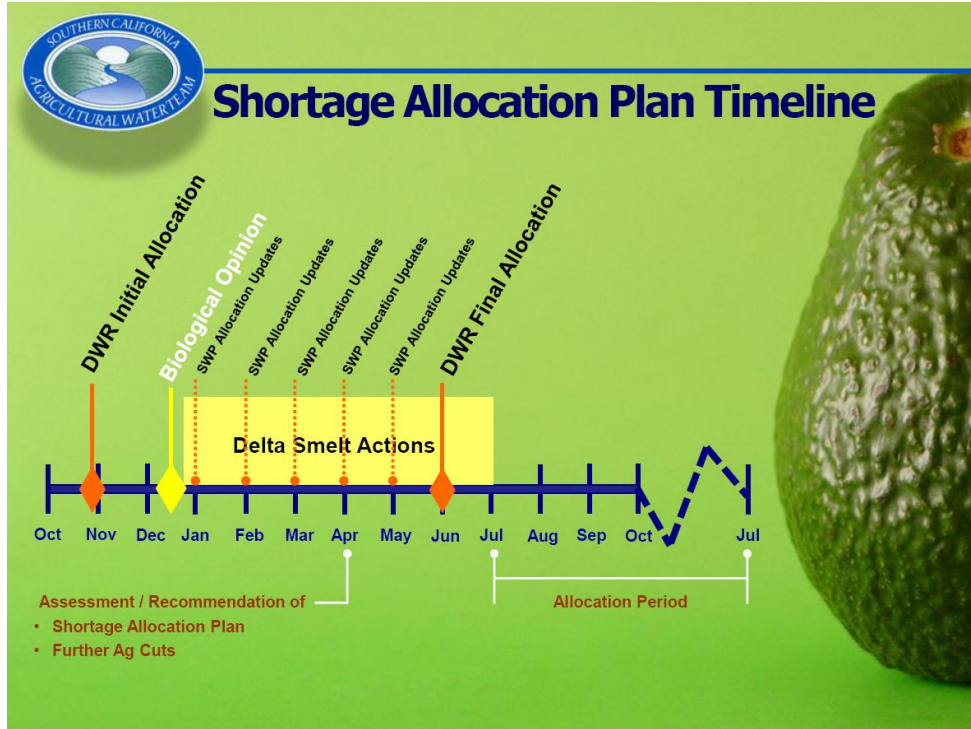 SOUTHERN CALIFORNIA
AGRICULTURAL WATER TEAM
Shortage Allocation Plan Timeline
DWR Initial Allocation
Biological Opinion
SWP Allocation Updates
SWP Allocation Updates
SWP Allocation Updates
SWP Allocation Updates
SWP Allocation Updates
DWR Final Allocation
Delta Smelt Actions
Oct Nov Dec Jan Feb Mar Apr May Jun Jul Aug Sep Oct Jul
Assessment / Recommendation of
• Shortage Allocation Plan
• Further Ag Cuts
Allocation Period